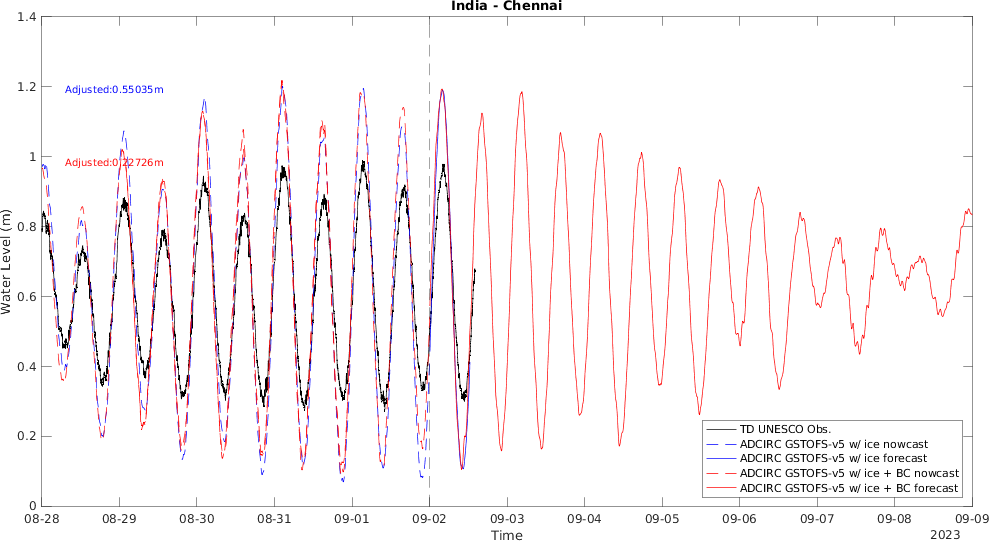 India - Chennai
1.4
1.2
1
0.8
0.6
0.4
0.2
0
Water Level (m)
Adjusted:0.55035m
Adjusted:0.22726m
TD UNESCO Obs.
ADCIRC GSTOFS-v5 w/ ice nowcast
ADCIRC GSTOFS-v5 w/ ice forecast
ADCIRC GSTOFS-v5 w/ ice + BC nowcast
ADCIRC GSTOFS-v5 w/ ice + BC forecast
08-28 08-29 08-30 08-31 09-01 09-02 09-03 09-04 09-05 09-06 09-07 09-08 09-09
Time
2023